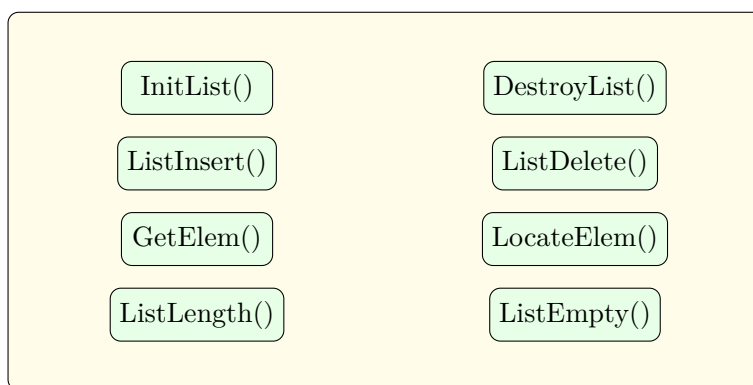 InitList()
DestroyList()
ListInsert()
ListDelete()
GetElem()
LocateElem()
ListLength()
ListEmpty()